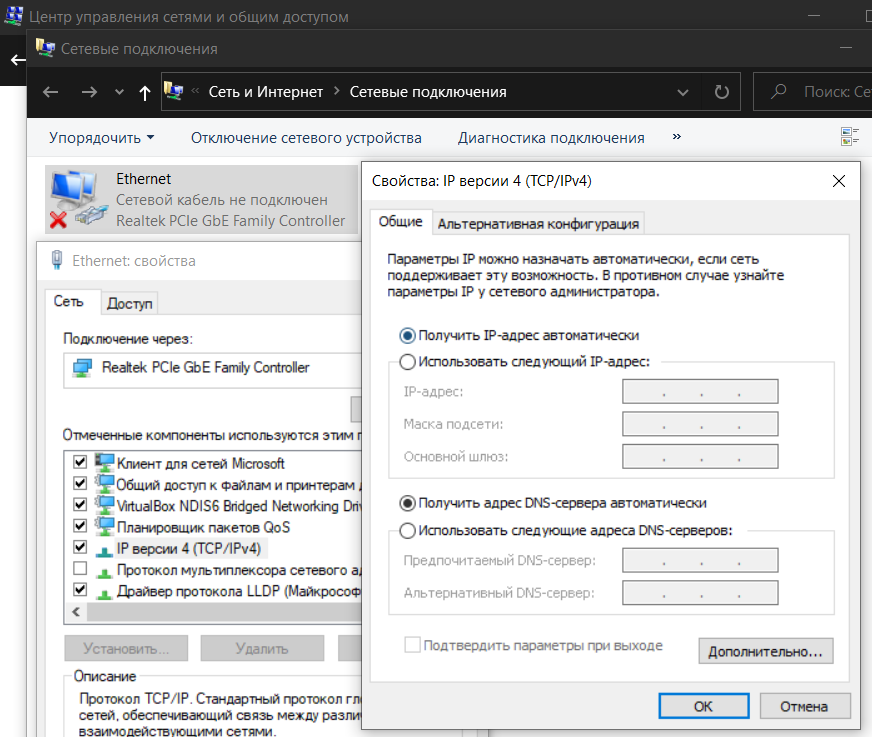 Центр управления сетями и общим доступом
Сетевые подключения
Сеть и Интернет
Сетевые подключения
Поиск: Се
Упорядочить
Отключение сетевого устройства
Диагностика подключения
»
Ethernet
Сетевой кабель не подключен
Realtek PCIe GbE Family Controller
Ethernet: свойства
Сеть
Доступ
Подключение через:
Realtek PCIe GbE Family Controller
Отмеченные компоненты используются этим п
Клиент для сетей Microsoft
Общий доступ к файлам и принтерам д
VirtualBox NDIS6 Bridged Networking Driv
Планировщик пакетов QoS
IP версии 4 (TCP/IPv4)
Протокол мультиплексора сетевого ад
Драйвер протокола LLDP (Майкрософ
Установить...
Удалить
Описание
Протокол TCP/IP. Стандартный протокол гл
сетей, обеспечивающий связь между разли
взаимодействующими сетями.
Свойства: IP версии 4 (TCP/IPv4)
Общие
Альтернативная конфигурация
Параметры IP можно назначать автоматически, если сеть
поддерживает эту возможность. В противном случае узнайте
параметры IP у сетевого администратора.
Получить IP-адрес автоматически
Использовать следующий IP-адрес:
IP-адрес:
. . .
Маска подсети:
. . .
Основной шлюз:
. . .
Получить адрес DNS-сервера автоматически
Использовать следующие адреса DNS-серверов:
Предпочитаемый DNS-сервер:
. . .
Альтернативный DNS-сервер:
. . .
Подтвердить параметры при выходе
Дополнительно...
ОК
Отмена